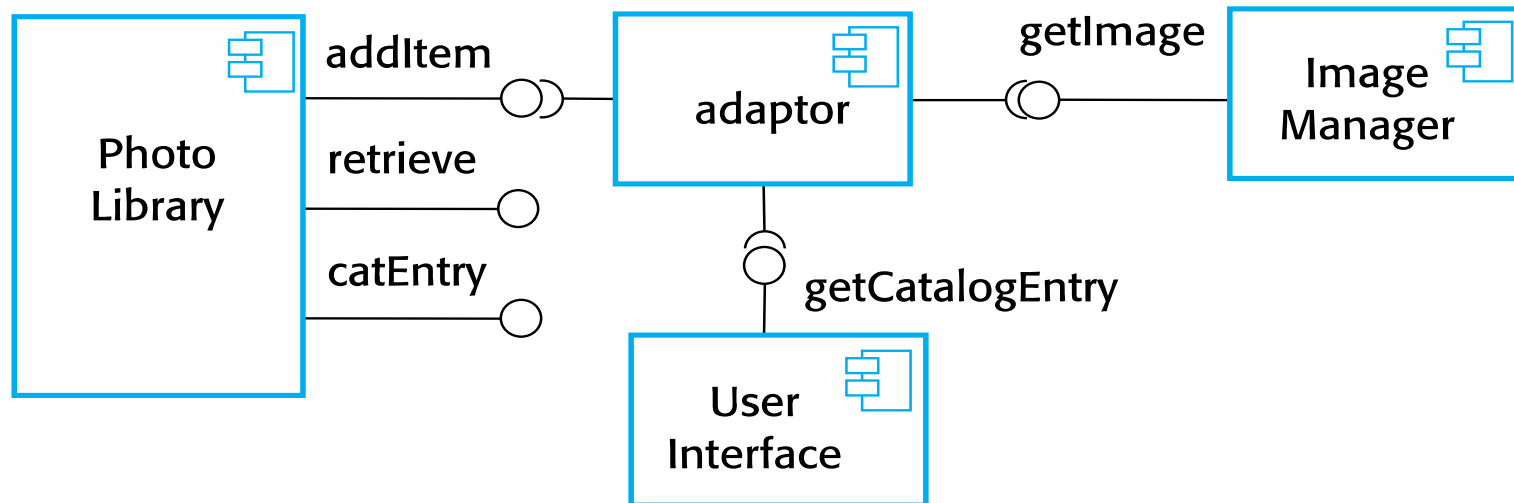 addItem
getImage
Photo
Library
adaptor
Image
Manager
retrieve
catEntry
getCatalogEntry
User
Interface